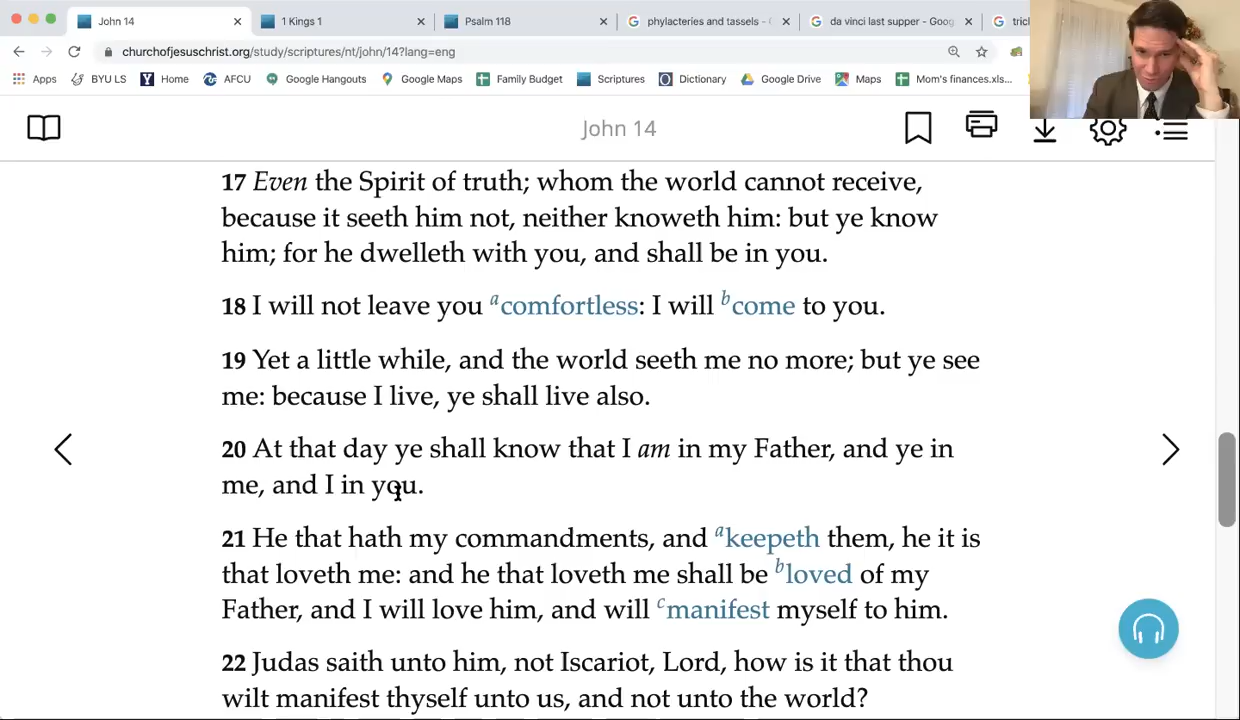 John 14 × 1 Kings 1 × Psalm 118 × phylacteries and tassels - × da vinci last supper - Goog ×
churchofjesuschrist.org/study/scriptures/nt/john/14?lang=eng
Apps BYU LS Home AFCU Google Hangouts Google Maps Family Budget Scriptures Dictionary Google Drive Maps Mom's finances.xls...
John 14
17 Even the Spirit of truth; whom the world cannot receive,
because it seeth him not, neither knoweth him: but ye know
him; for he dwelleth with you, and shall be in you.
18 I will not leave you a comfortless: I will b come to you.
19 Yet a little while, and the world seeth me no more; but ye see
me: because I live, ye shall live also.
20 At that day ye shall know that I am in my Father, and ye in
me, and I in you.
21 He that hath my commandments, and a keepeth them, he it is
that loveth me: and he that loveth me shall be b loved of my
Father, and I will love him, and will c manifest myself to him.
22 Judas saith unto him, not Iscariot, Lord, how is it that thou
wilt manifest thyself unto us, and not unto the world?